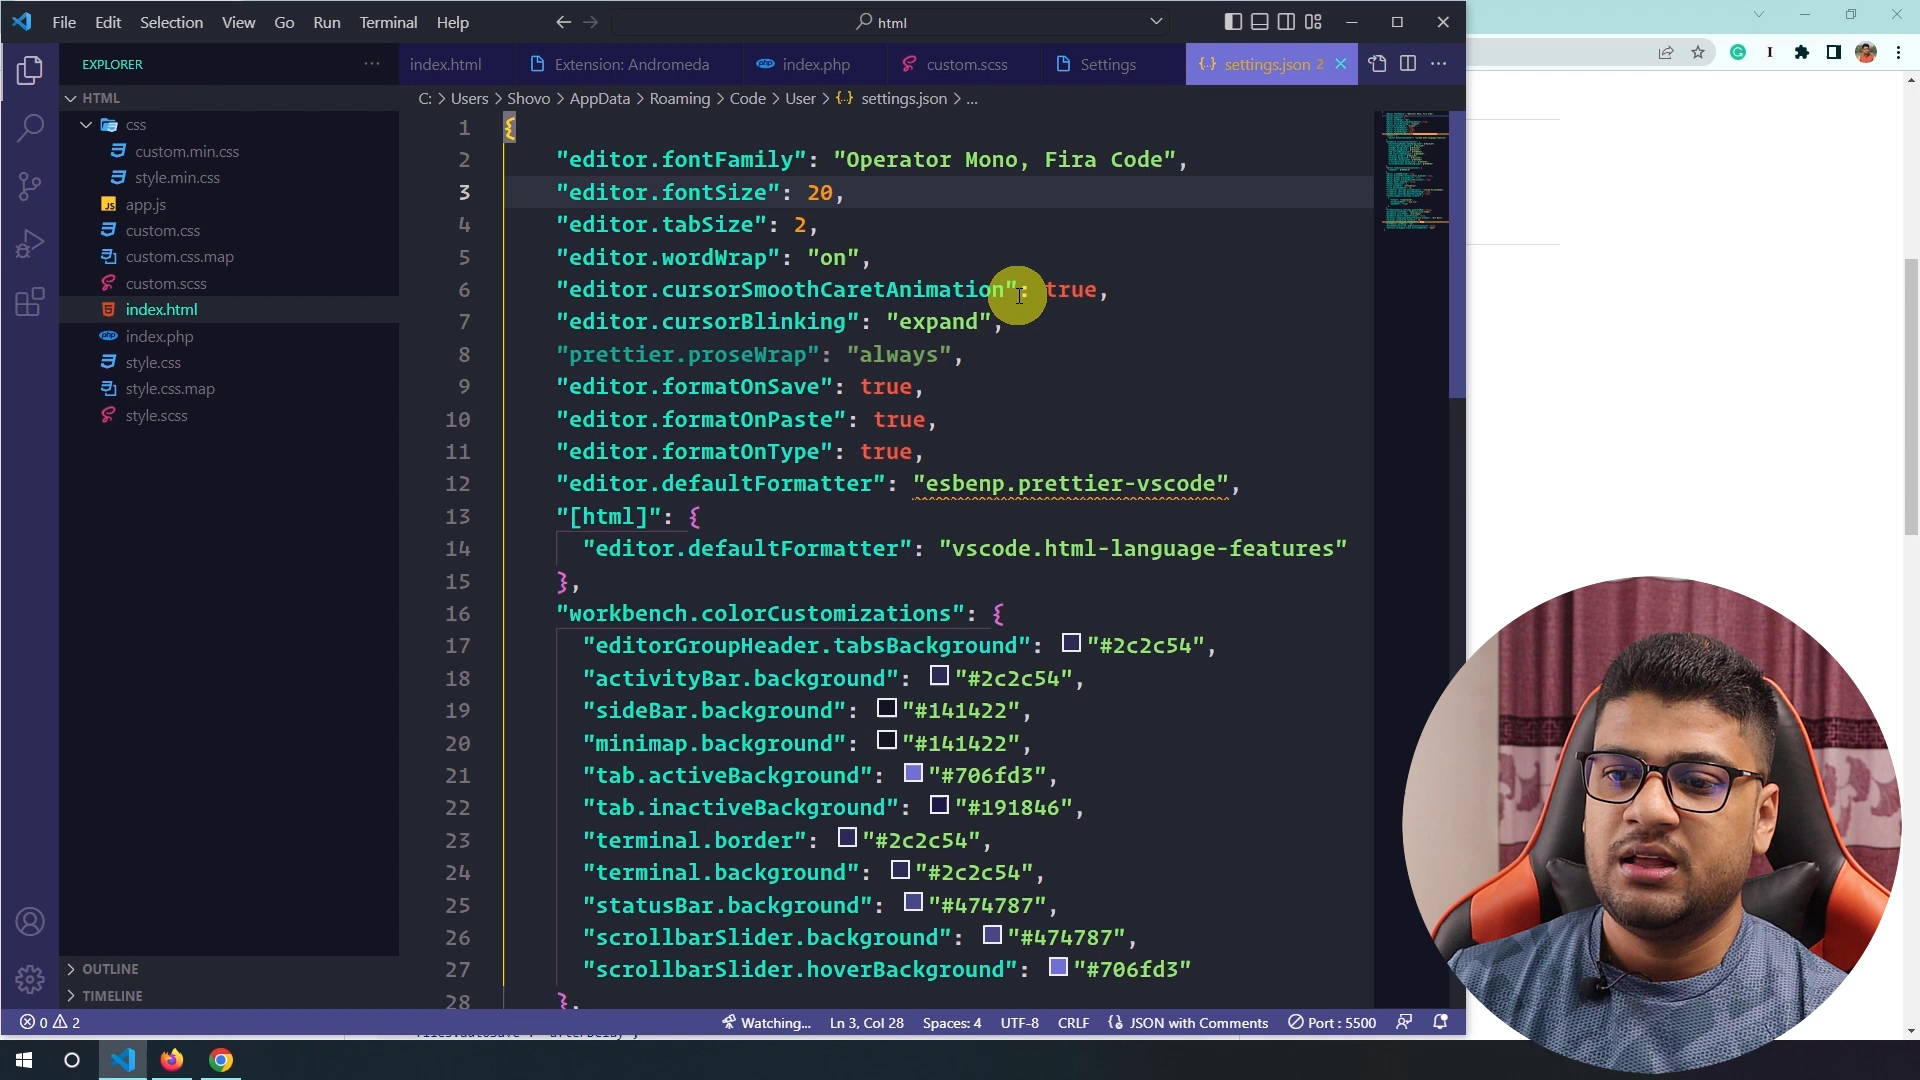 File Edit Selection View Go Run Terminal Help
html
EXPLORER
index.html
Extension: Andromeda
index.php
custom.scss
Settings
{} settings.json 2
HTML
C: > Users > Shovo > AppData > Roaming > Code > User > {} settings.json > ...
css
custom.min.css
style.min.css
app.js
custom.css
custom.css.map
custom.scss
index.html
index.php
style.css
style.css.map
style.scss
OUTLINE
TIMELINE
1 {
2 "editor.fontFamily": "Operator Mono, Fira Code",
3 "editor.fontSize": 20,
4 "editor.tabSize": 2,
5 "editor.wordWrap": "on",
6 "editor.cursorSmoothCaretAnimation": true,
7 "editor.cursorBlinking": "expand",
8 "prettier.proseWrap": "always",
9 "editor.formatOnSave": true,
10 "editor.formatOnPaste": true,
11 "editor.formatOnType": true,
12 "editor.defaultFormatter": "esbenp.prettier-vscode",
13 "[html]": {
14 "editor.defaultFormatter": "vscode.html-language-features"
15 },
16 "workbench.colorCustomizations": {
17 "editorGroupHeader.tabsBackground": "#2c2c54",
18 "activityBar.background": "#2c2c54",
19 "sideBar.background": "#141422",
20 "minimap.background": "#141422",
21 "tab.activeBackground": "#706fd3",
22 "tab.inactiveBackground": "#191846",
23 "terminal.border": "#2c2c54",
24 "terminal.background": "#2c2c54",
25 "statusBar.background": "#474787",
26 "scrollbarSlider.background": "#474787",
27 "scrollbarSlider.hoverBackground": "#706fd3"
28 },
0 2
Watching... Ln 3, Col 28 Spaces: 4 UTF-8 CRLF {} JSON with Comments Port : 5500